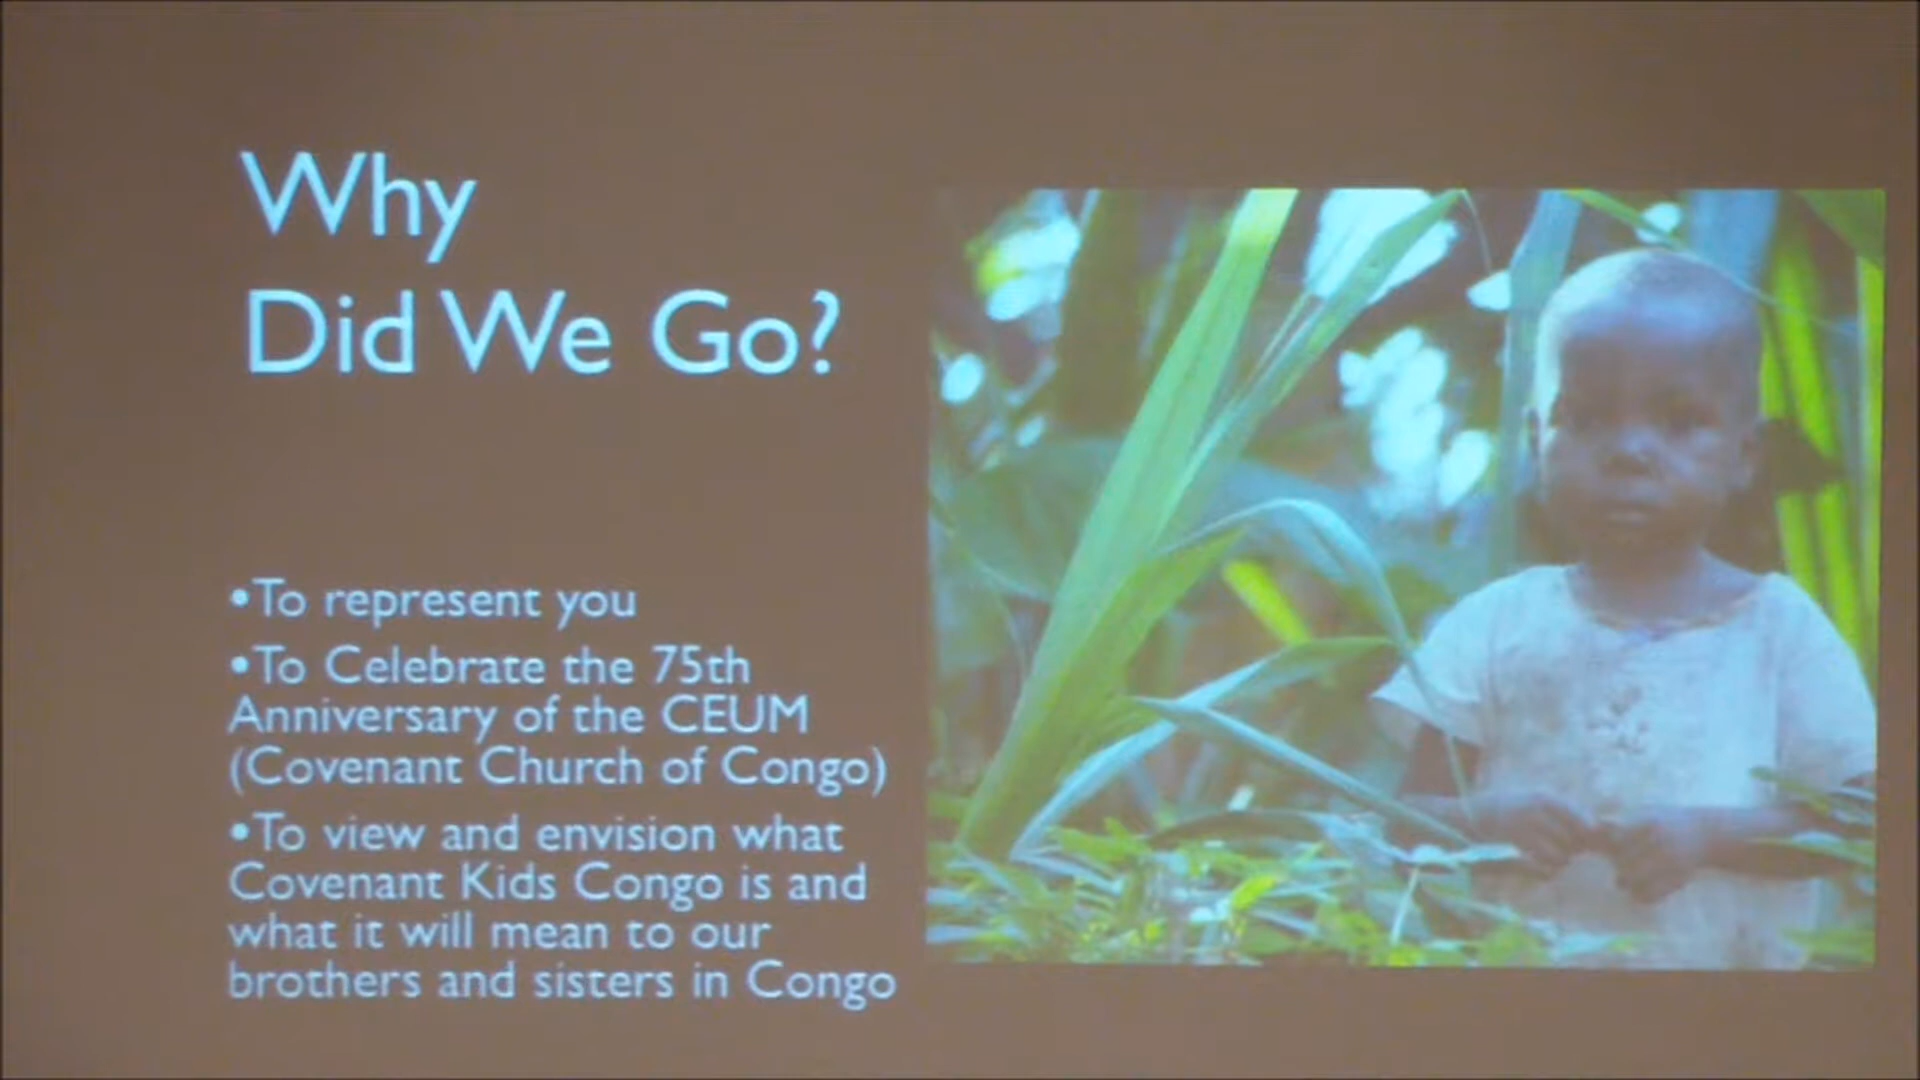 Why
Did We Go?
•To represent you
•To Celebrate the 75th
Anniversary of the CEUM
(Covenant Church of Congo)
•To view and envision what
Covenant Kids Congo is and
what it will mean to our
brothers and sisters in Congo